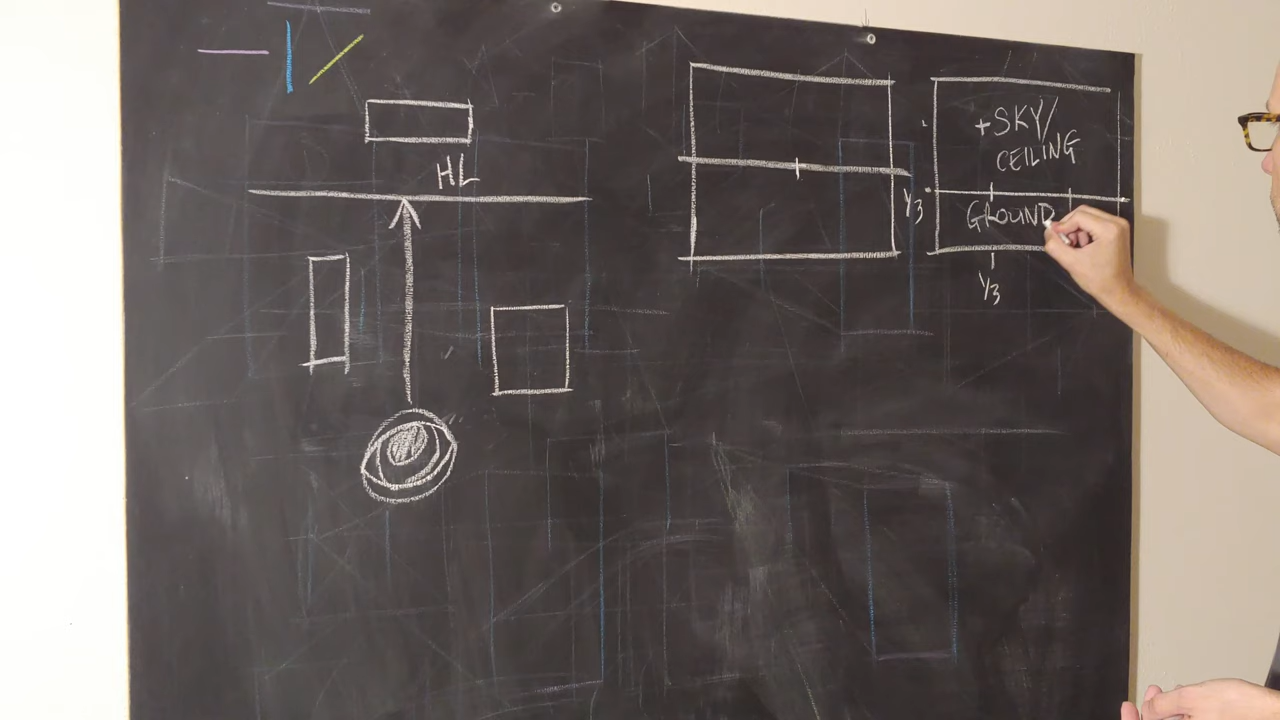 HL
+SKY/
CEILING
1/3
GROUND
1/3